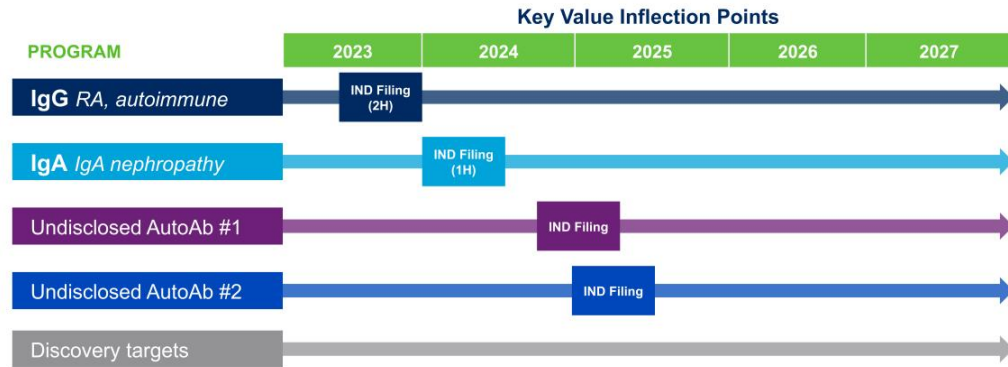 Key Value Inflection Points
PROGRAM 2023 2024 2025 2026 2027
IgG RA, autoimmune
IND Filing
(2H)
IgA IgA nephropathy
IND Filing
(1H)
Undisclosed AutoAb #1
IND Filing
Undisclosed AutoAb #2
IND Filing
Discovery targets